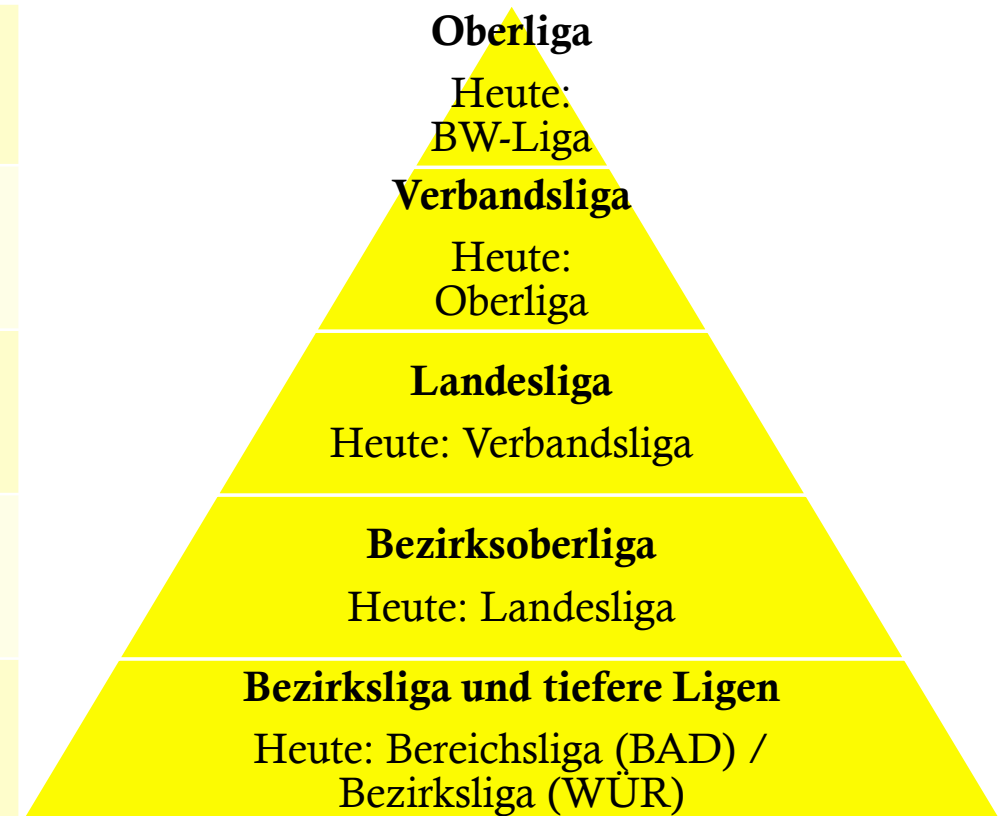 Oberliga
Heute:
BW-Liga
Verbandsliga
Heute:
Oberliga
Landesliga
Heute: Verbandsliga
Bezirksoberliga
Heute: Landesliga
Bezirksliga und tiefere Ligen
Heute: Bereichsliga (BAD) /
Bezirksliga (WÜR)